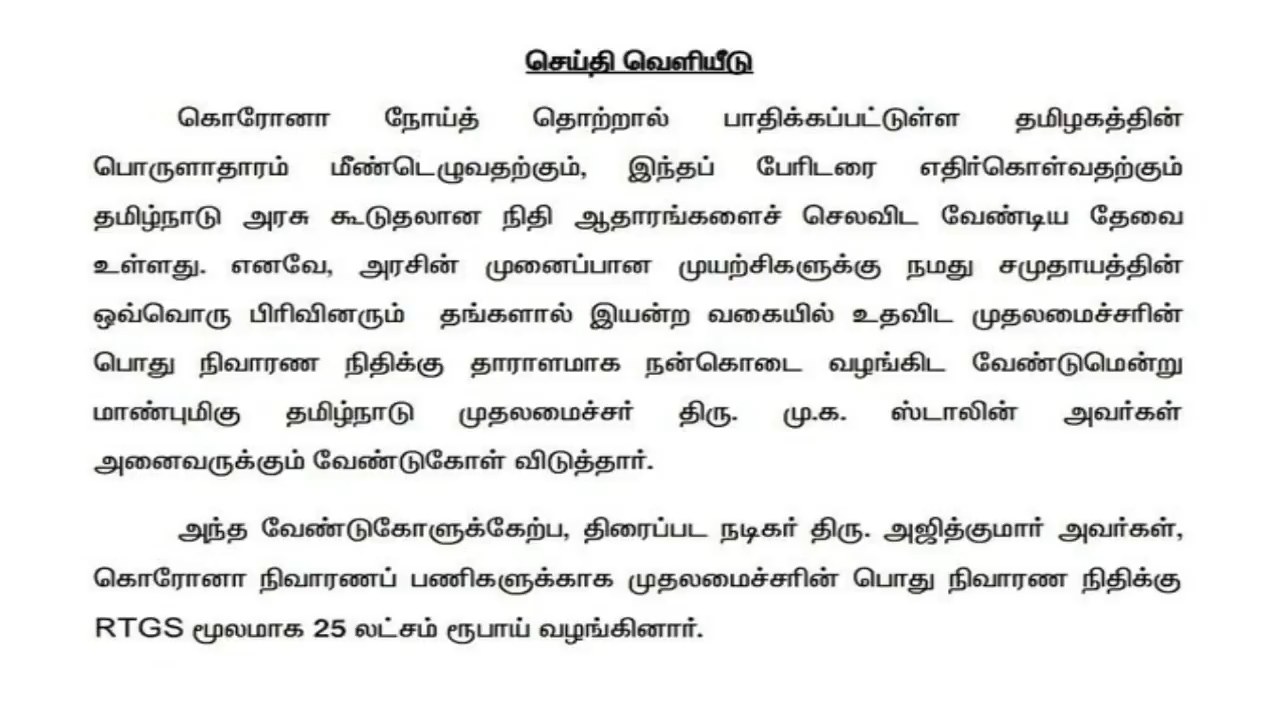 செய்தி வெளியீடு
கொரோனா நோய்த் தொற்றால் பாதிக்கப்பட்டுள்ள தமிழகத்தின்
பொருளாதாரம் மீண்டெழுவதற்கும், இந்தப் பேரிடரை எதிர்கொள்வதற்கும்
தமிழ்நாடு அரசு கூடுதலான நிதி ஆதாரங்களைச் செலவிட வேண்டிய தேவை
உள்ளது. எனவே, அரசின் முனைப்பான முயற்சிகளுக்கு நமது சமுதாயத்தின்
ஒவ்வொரு பிரிவினரும் தங்களால் இயன்ற வகையில் உதவிட முதலமைச்சரின்
பொது நிவாரண நிதிக்கு தாராளமாக நன்கொடை வழங்கிட வேண்டுமென்று
மாண்புமிகு தமிழ்நாடு முதலமைச்சர் திரு. மு.க. ஸ்டாலின் அவர்கள்
அனைவருக்கும் வேண்டுகோள் விடுத்தார்.
அந்த வேண்டுகோளுக்கேற்ப, திரைப்பட நடிகர் திரு. அஜித்குமார் அவர்கள்,
கொரோனா நிவாரணப் பணிகளுக்காக முதலமைச்சரின் பொது நிவாரண நிதிக்கு
RTGS மூலமாக 25 லட்சம் ரூபாய் வழங்கினார்.